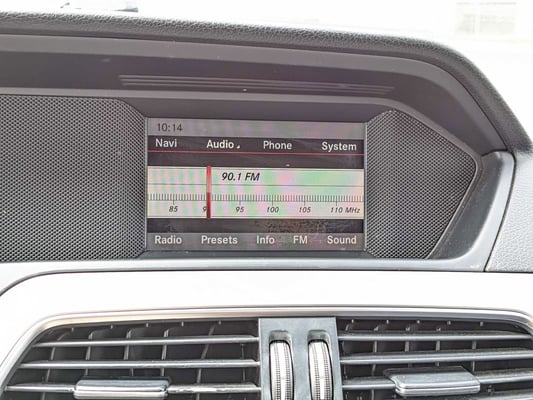 10:14
Navi Audio Phone System
90.1 FM
85 9 95 100 105 110 MHz
Radio Presets Info FM Sound